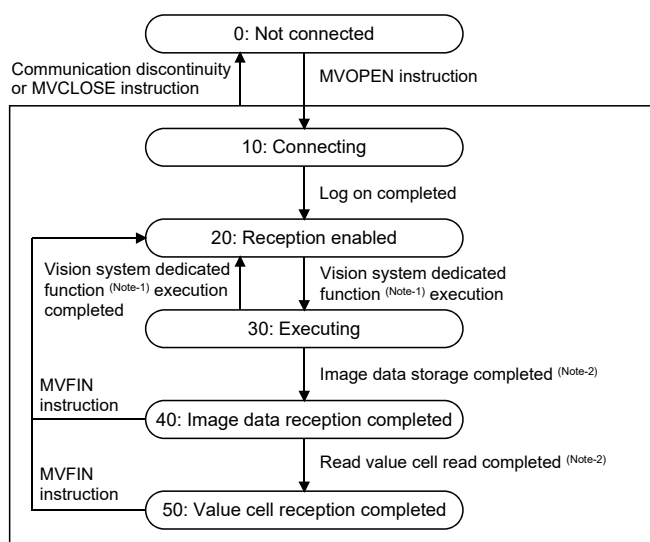 0: Not connected
Communication discontinuity
or MVCLOSE instruction
MVOPEN instruction
10: Connecting
Log on completed
20: Reception enabled
Vision system dedicated
function (Note-1) execution
completed
Vision system dedicated
function (Note-1) execution
30: Executing
Image data storage completed (Note-2)
MVFIN
instruction
40: Image data reception completed
Read value cell read completed (Note-2)
MVFIN
instruction
50: Value cell reception completed